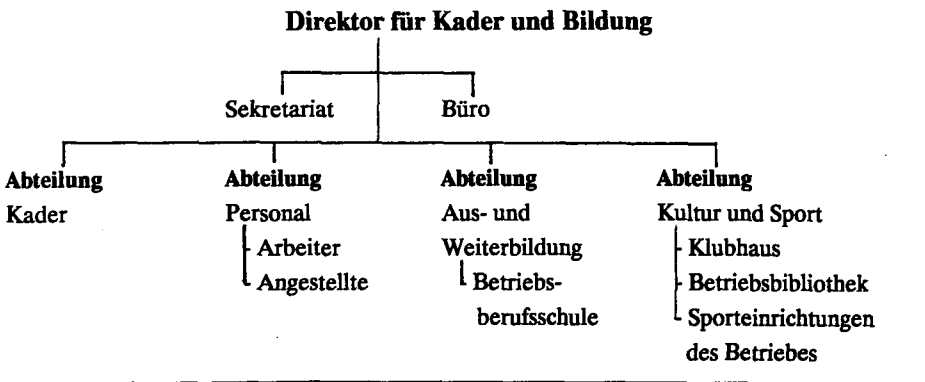 Direktor für Kader und Bildung
Sekretariat
Büro
Abteilung
Kader
Abteilung
Personal
Arbeiter
Angestellte
Abteilung
Aus- und
Weiterbildung
Betriebs-
berufsschule
Abteilung
Kultur und Sport
Klubhaus
Betriebsbibliothek
Sporteinrichtungen
des Betriebes